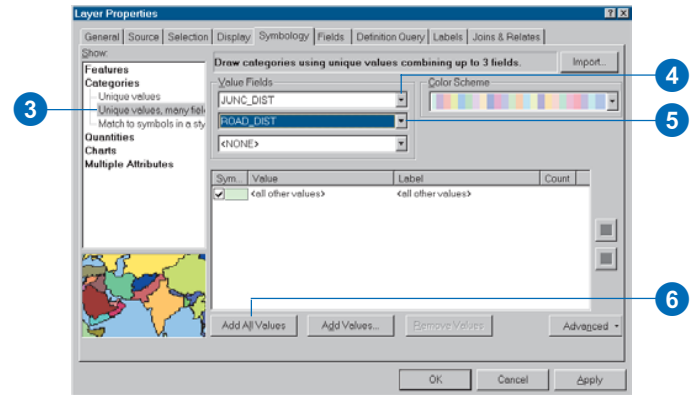 Layer Properties
General Source Selection Display Symbology Fields Definition Query Labels Joins & Relates
Show:
Features
Categories
Unique values
Unique values, many fiel
Match to symbols in a sty
Quantities
Charts
Multiple Attributes
Draw categories using unique values combining up to 3 fields.
Import...
Value Fields
JUNC_DIST
ROAD_DIST
<NONE>
Color Scheme
Sym... Value Label Count
<all other values> <all other values>
Add All Values Add Values... Remove Values Advanced
OK Cancel Apply
3
4
5
6